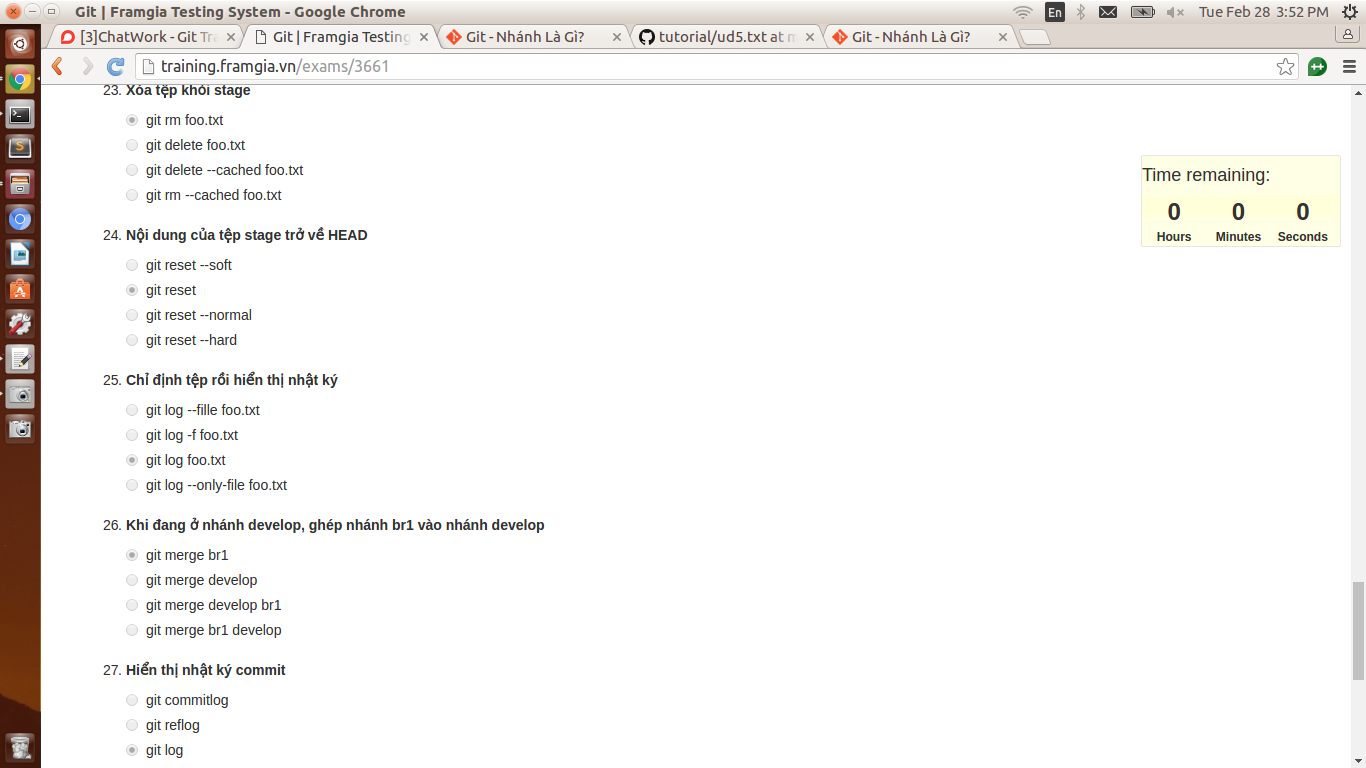 Git | Framgia Testing System - Google Chrome
En
Tue Feb 28 3:52 PM
[3]ChatWork - Git Tra
Git | Framgia Testing
Git - Nhánh Là Gì?
tutorial/ud5.txt at m
Git - Nhánh Là Gì?
training.framgia.vn/exams/3661
23. Xóa tệp khỏi stage
git rm foo.txt
git delete foo.txt
git delete --cached foo.txt
git rm --cached foo.txt
Time remaining:
0 0 0
Hours Minutes Seconds
24. Nội dung của tệp stage trở về HEAD
git reset --soft
git reset
git reset --normal
git reset --hard
25. Chỉ định tệp rồi hiển thị nhật ký
git log --fille foo.txt
git log -f foo.txt
git log foo.txt
git log --only-file foo.txt
26. Khi đang ở nhánh develop, ghép nhánh br1 vào nhánh develop
git merge br1
git merge develop
git merge develop br1
git merge br1 develop
27. Hiển thị nhật ký commit
git commitlog
git reflog
git log